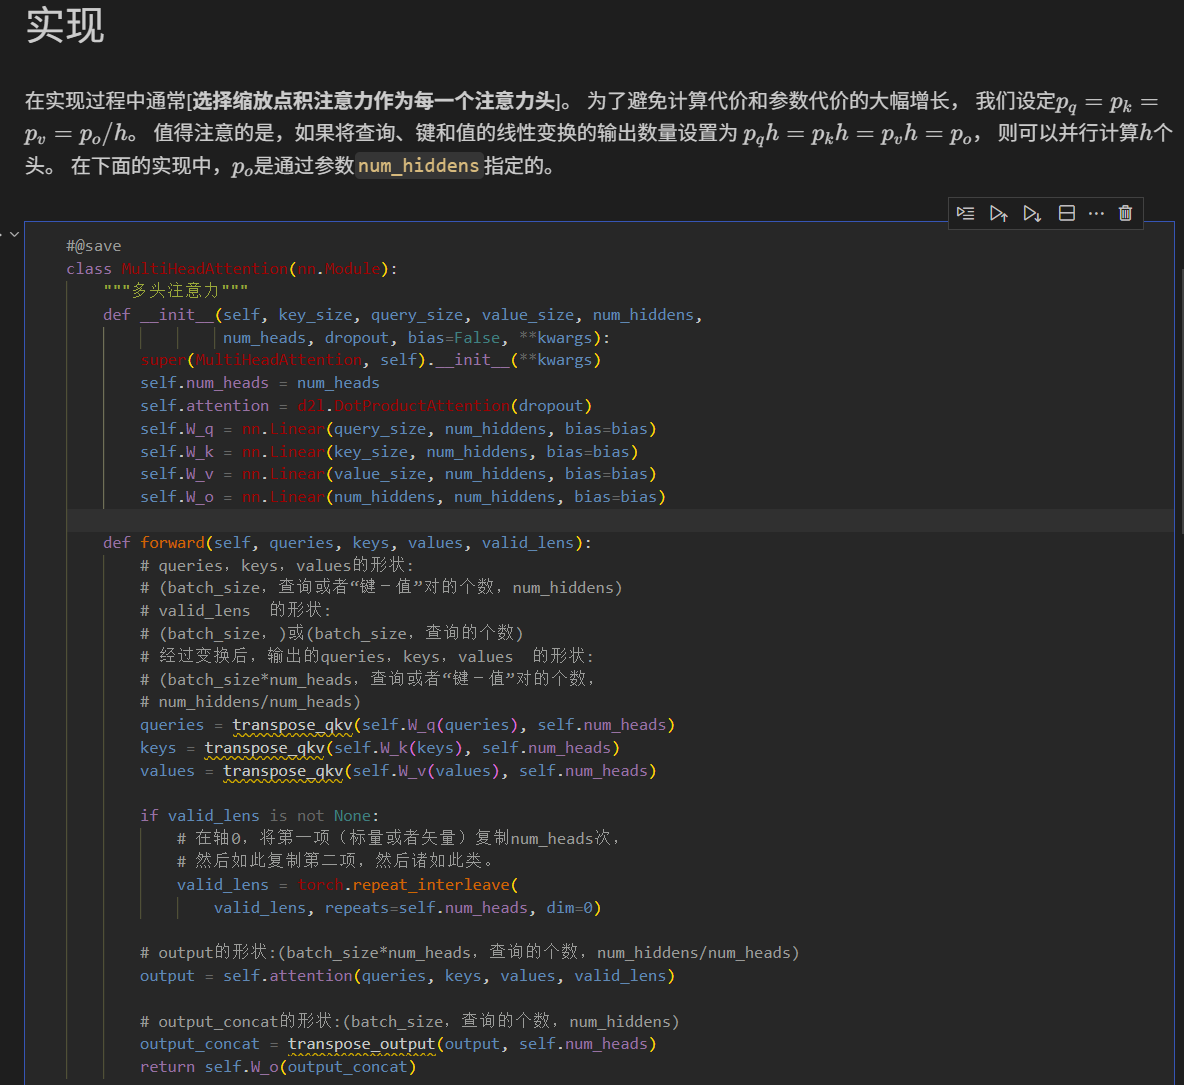 实现
在实现过程中通常[选择缩放点积注意力作为每一个注意力头]。 为了避免计算代价和参数代价的大幅增长， 我们设定p_q = p_k =
p_v = p_o/h。 值得注意的是，如果将查询、键和值的线性变换的输出数量设置为 p_qh = p_kh = p_vh = p_o， 则可以并行计算h个
头。 在下面的实现中，p_o是通过参数num_hiddens指定的。
#@save
class MultiHeadAttention(nn.Module):
    """多头注意力"""
    def __init__(self, key_size, query_size, value_size, num_hiddens,
                 num_heads, dropout, bias=False, **kwargs):
        super(MultiHeadAttention, self).__init__(**kwargs)
        self.num_heads = num_heads
        self.attention = d2l.DotProductAttention(dropout)
        self.W_q = nn.Linear(query_size, num_hiddens, bias=bias)
        self.W_k = nn.Linear(key_size, num_hiddens, bias=bias)
        self.W_v = nn.Linear(value_size, num_hiddens, bias=bias)
        self.W_o = nn.Linear(num_hiddens, num_hiddens, bias=bias)
    def forward(self, queries, keys, values, valid_lens):
        # queries，keys，values的形状:
        # (batch_size，查询或者“键－值”对的个数，num_hiddens)
        # valid_lens　的形状:
        # (batch_size，)或(batch_size，查询的个数)
        # 经过变换后，输出的queries，keys，values　的形状:
        # (batch_size*num_heads，查询或者“键－值”对的个数，
        # num_hiddens/num_heads)
        queries = transpose_qkv(self.W_q(queries), self.num_heads)
        keys = transpose_qkv(self.W_k(keys), self.num_heads)
        values = transpose_qkv(self.W_v(values), self.num_heads)
        if valid_lens is not None:
            # 在轴0，将第一项（标量或者矢量）复制num_heads次，
            # 然后如此复制第二项，然后诸如此类。
            valid_lens = torch.repeat_interleave(
                valid_lens, repeats=self.num_heads, dim=0)
        # output的形状:(batch_size*num_heads，查询的个数，num_hiddens/num_heads)
        output = self.attention(queries, keys, values, valid_lens)
        # output_concat的形状:(batch_size，查询的个数，num_hiddens)
        output_concat = transpose_output(output, self.num_heads)
        return self.W_o(output_concat)